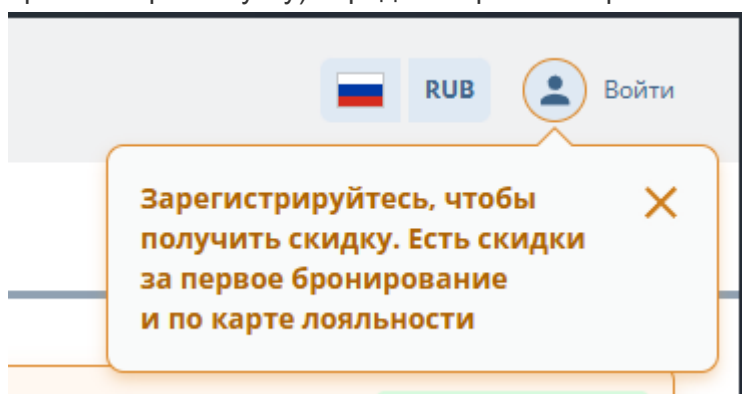 RUB
Войти
Зарегистрируйтесь, чтобы
получить скидку. Есть скидки
за первое бронирование
и по карте лояльности